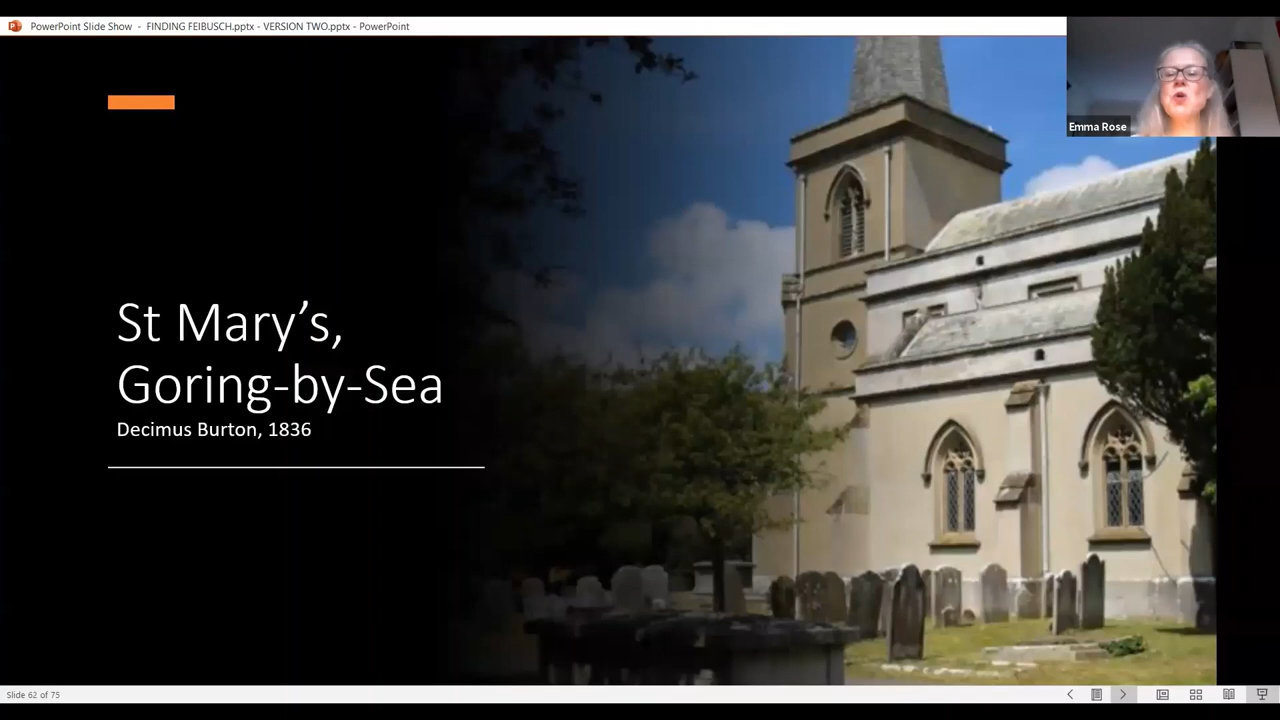 PowerPoint Slide Show - FINDING FEIBUSCH.pptx - VERSION TWO.pptx - PowerPoint
Emma Rose
St Mary’s,
Goring-by-Sea
Decimus Burton, 1836
Slide 62 of 75